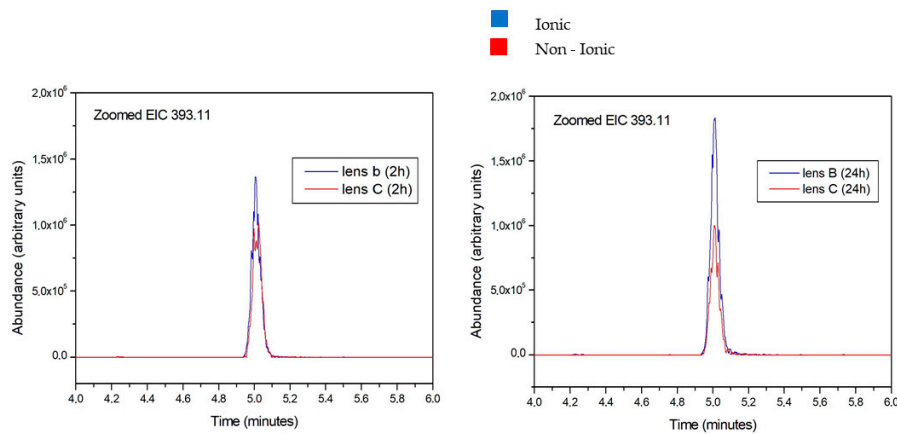 Ionic
Non - Ionic
2,0x10^6
1,5x10^6
1,0x10^6
5,0x10^5
0,0
Abundance (arbitrary units)
Zoomed EIC 393.11
lens b (2h)
lens C (2h)
4,0 4,2 4,4 4,6 4,8 5,0 5,2 5,4 5,6 5,8 6,0
Time (minutes)
2,0x10^6
1,5x10^6
1,0x10^6
5,0x10^5
0,0
Abundance (arbitrary units)
Zoomed EIC 393.11
lens B (24h)
lens C (24h)
4,0 4,2 4,4 4,6 4,8 5,0 5,2 5,4 5,6 5,8 6,0
Time (minutes)